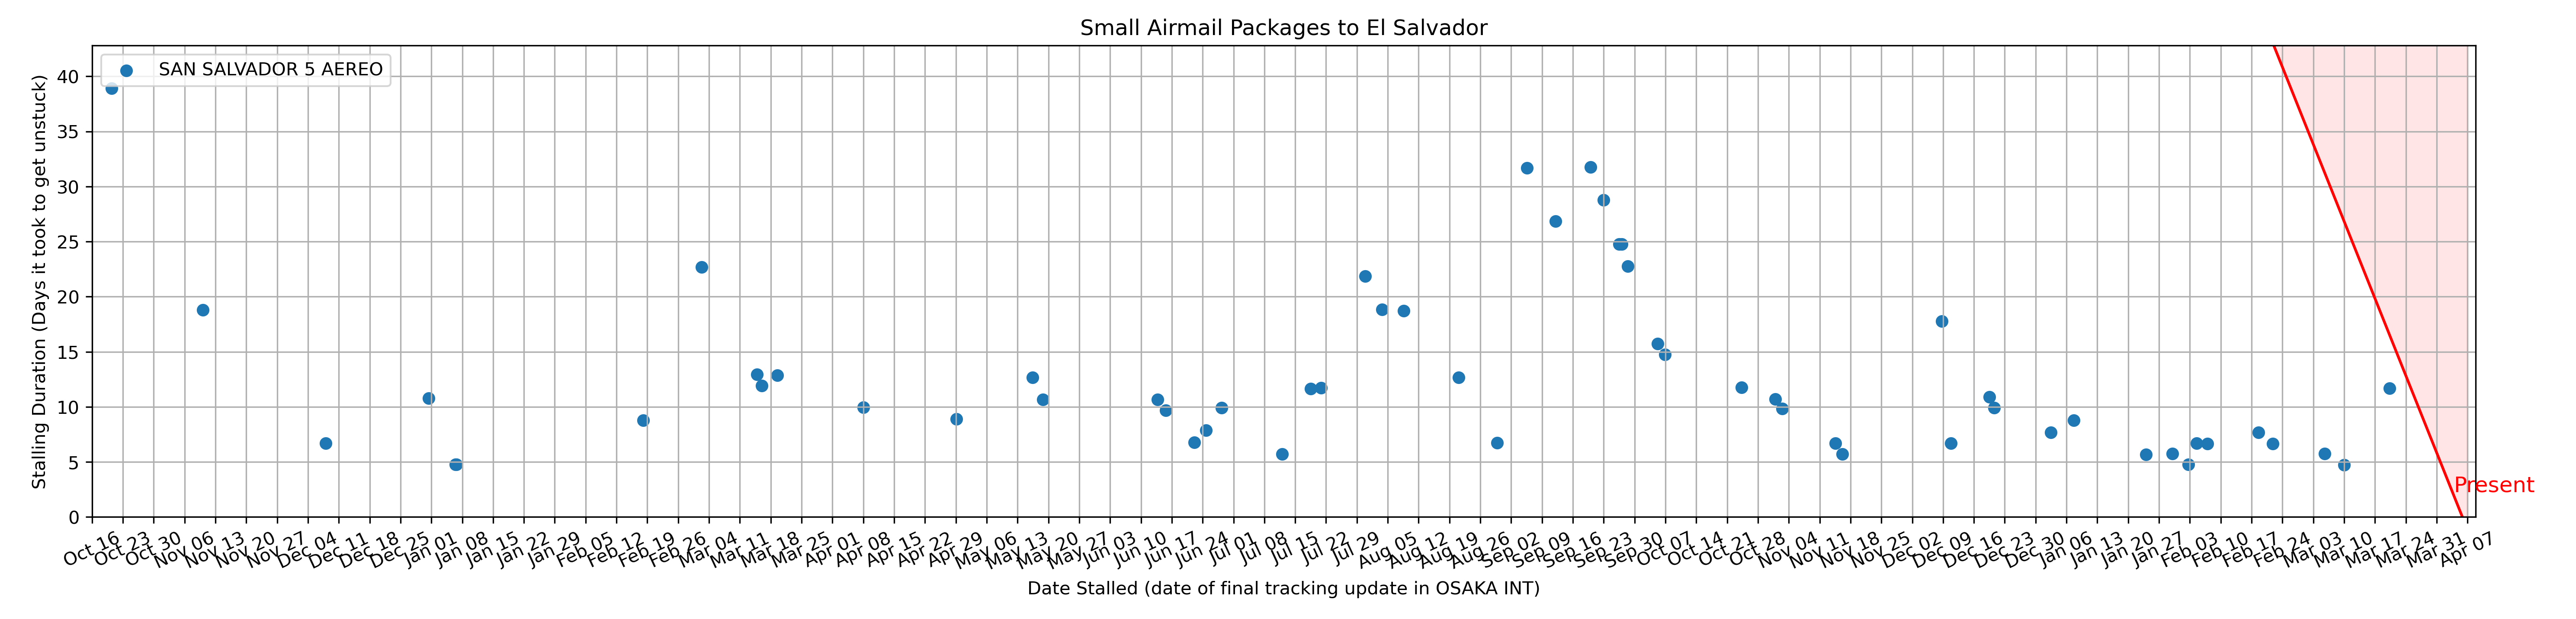 Small Airmail Packages to El Salvador
SAN SALVADOR 5 AEREO
Stalling Duration (Days it took to get unstuck)
40
35
30
25
20
15
10
5
0
Present
Oct 16
Oct 23
Oct 30
Nov 06
Nov 13
Nov 20
Nov 27
Dec 04
Dec 11
Dec 18
Dec 25
Jan 01
Jan 08
Jan 15
Jan 22
Jan 29
Feb 05
Feb 12
Feb 19
Feb 26
Mar 04
Mar 11
Mar 18
Mar 25
Apr 01
Apr 08
Apr 15
Apr 22
Apr 29
May 06
May 13
May 20
May 27
Jun 03
Jun 10
Jun 17
Jun 24
Jul 01
Jul 08
Jul 15
Jul 22
Jul 29
Aug 05
Aug 12
Aug 19
Aug 26
Sep 02
Sep 09
Sep 16
Sep 23
Sep 30
Oct 07
Oct 14
Oct 21
Oct 28
Nov 04
Nov 11
Nov 18
Nov 25
Dec 02
Dec 09
Dec 16
Dec 23
Dec 30
Jan 06
Jan 13
Jan 20
Jan 27
Feb 03
Feb 10
Feb 17
Feb 24
Mar 03
Mar 10
Mar 17
Mar 24
Mar 31
Apr 07
Date Stalled (date of final tracking update in OSAKA INT)